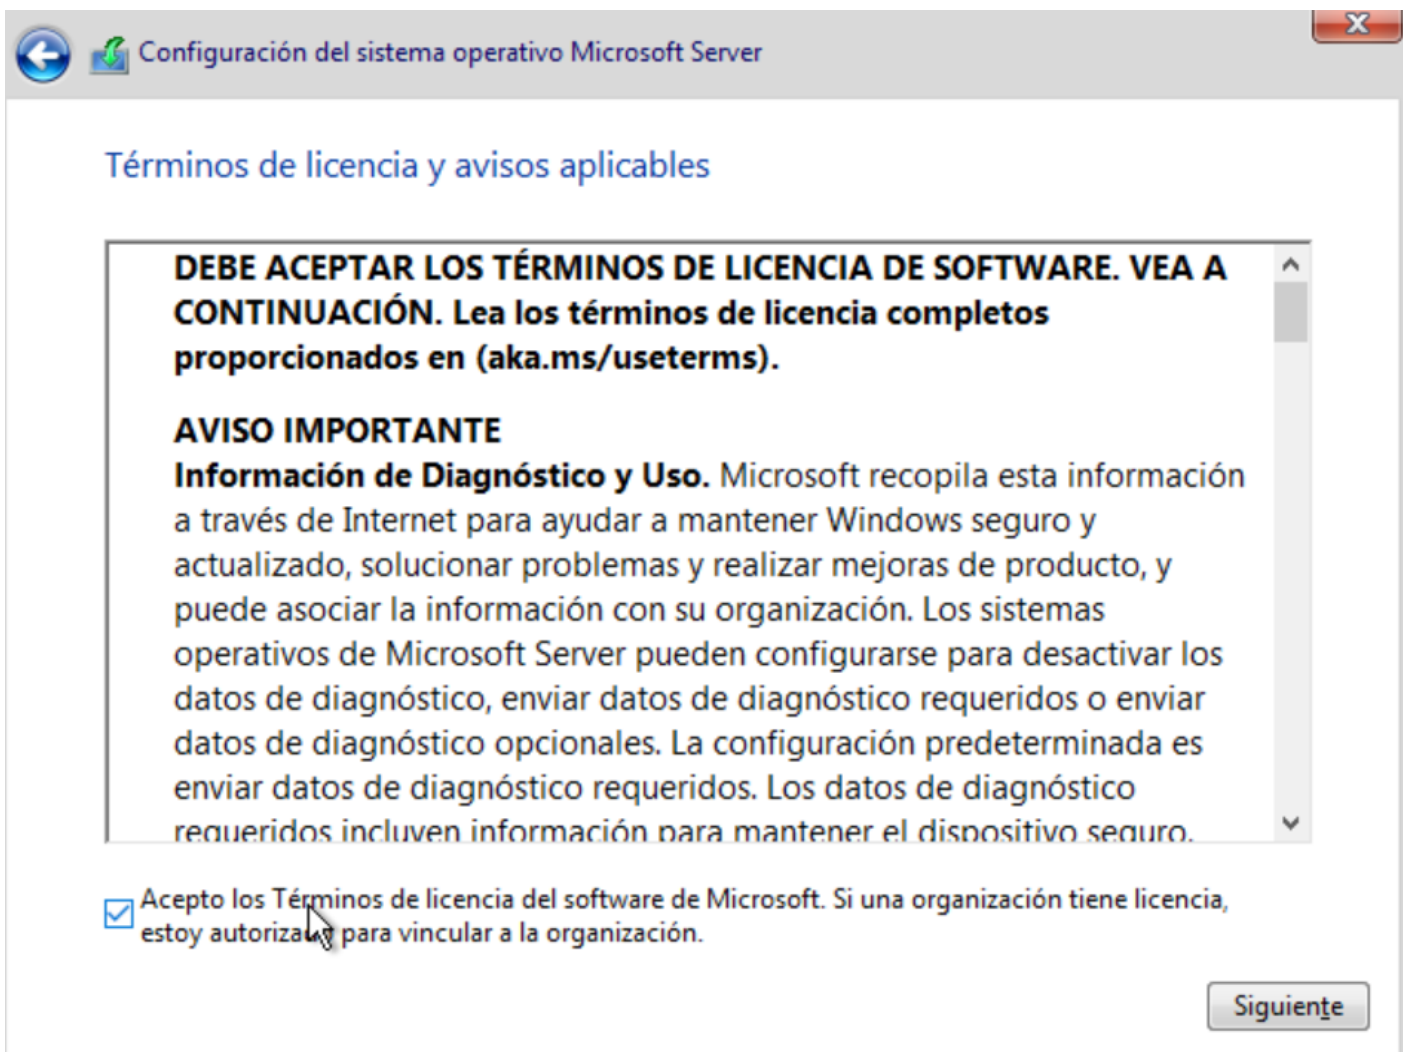 Configuración del sistema operativo Microsoft Server
Términos de licencia y avisos aplicables
DEBE ACEPTAR LOS TÉRMINOS DE LICENCIA DE SOFTWARE. VEA A
CONTINUACIÓN. Lea los términos de licencia completos
proporcionados en (aka.ms/useterms).
AVISO IMPORTANTE
Información de Diagnóstico y Uso. Microsoft recopila esta información
a través de Internet para ayudar a mantener Windows seguro y
actualizado, solucionar problemas y realizar mejoras de producto, y
puede asociar la información con su organización. Los sistemas
operativos de Microsoft Server pueden configurarse para desactivar los
datos de diagnóstico, enviar datos de diagnóstico requeridos o enviar
datos de diagnóstico opcionales. La configuración predeterminada es
enviar datos de diagnóstico requeridos. Los datos de diagnóstico
requeridos incluyen información para mantener el dispositivo seguro,
Acepto los Términos de licencia del software de Microsoft. Si una organización tiene licencia,
estoy autorizado para vincular a la organización.
Siguiente